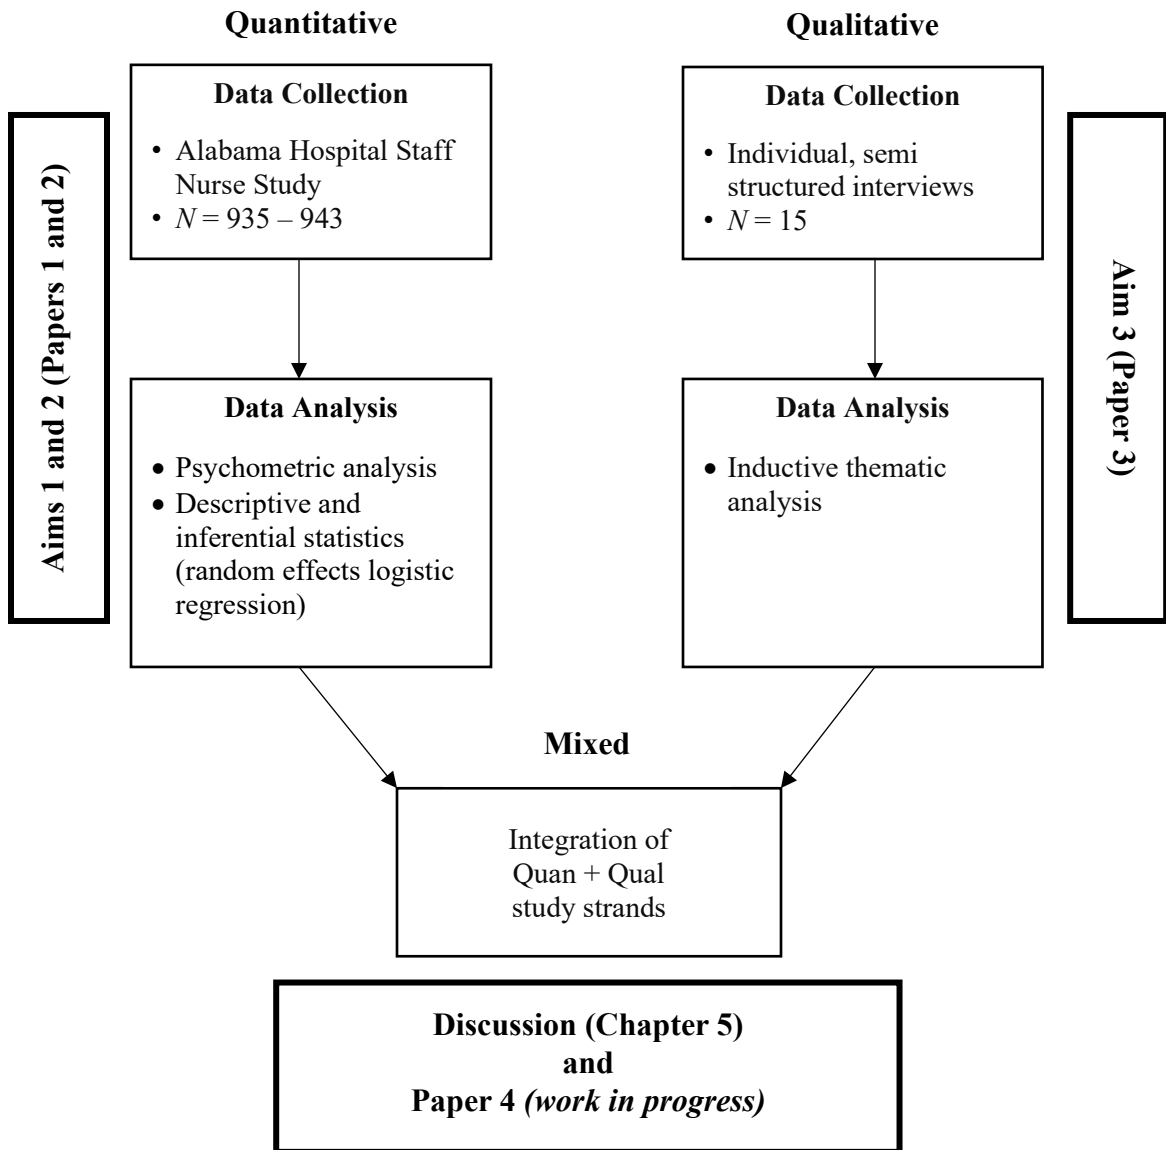 Quantitative
Qualitative
Aims 1 and 2 (Papers 1 and 2)
Data Collection
• Alabama Hospital Staff
Nurse Study
• N = 935 – 943
Data Analysis
• Psychometric analysis
• Descriptive and
inferential statistics
(random effects logistic
regression)
Data Collection
• Individual, semi
structured interviews
• N = 15
Data Analysis
• Inductive thematic
analysis
Aim 3 (Paper 3)
Mixed
Integration of
Quan + Qual
study strands
Discussion (Chapter 5)
and
Paper 4 (work in progress)